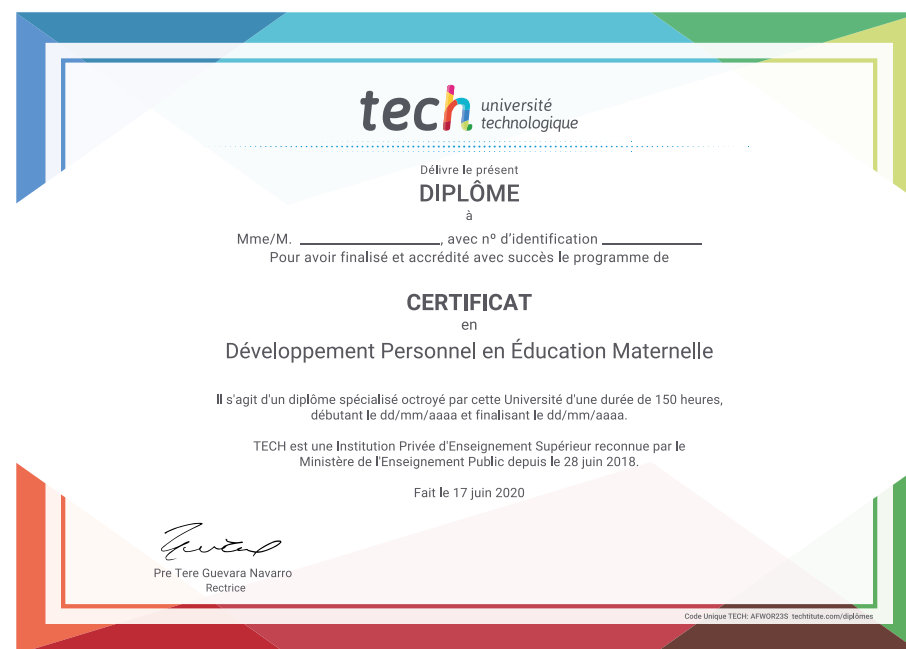 tech université
technologique
Délivre le présent
DIPLÔME
à
Mme/M. ____________________, avec nº d'identification ______________
Pour avoir finalisé et accrédité avec succès le programme de
CERTIFICAT
en
Développement Personnel en Éducation Maternelle
Il s'agit d'un diplôme spécialisé octroyé par cette Université d'une durée de 150 heures,
débutant le dd/mm/aaaa et finalisant le dd/mm/aaaa.
TECH est une Institution Privée d'Enseignement Supérieur reconnue par le
Ministère de l'Enseignement Public depuis le 28 juin 2018.
Fait le 17 juin 2020
Pre Tere Guevara Navarro
Rectrice
Code Unique TECH: AFWOR23S techtitute.com/diplômes